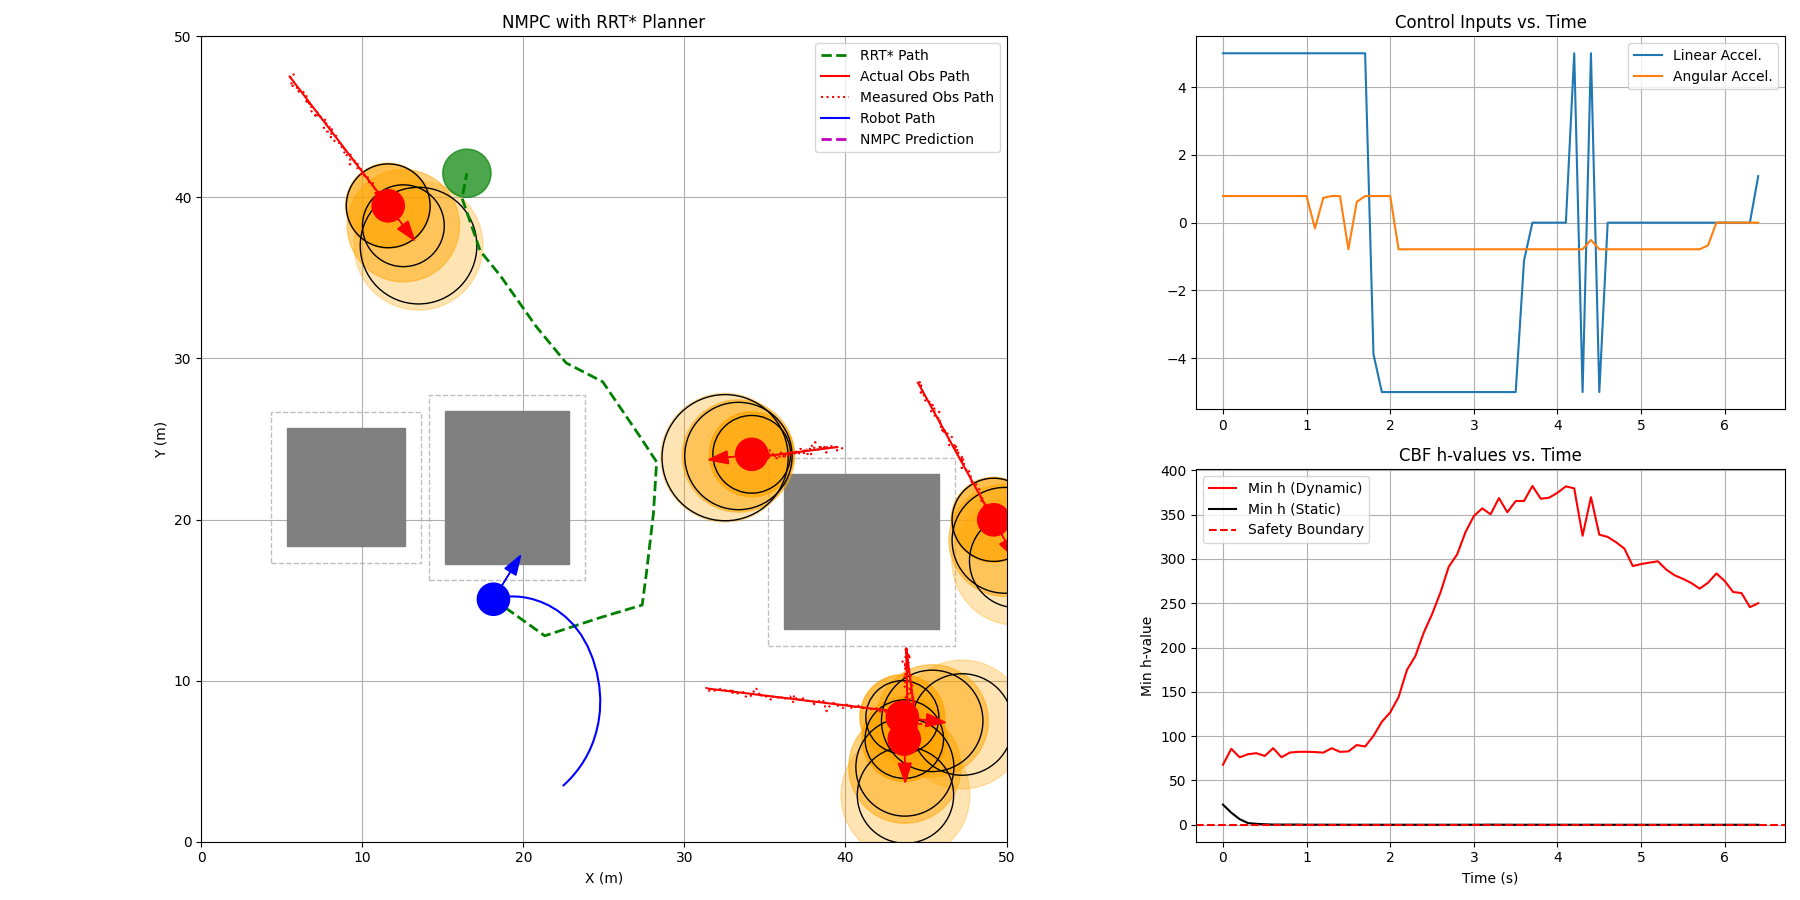 NMPC with RRT* Planner
RRT* Path
Actual Obs Path
Measured Obs Path
Robot Path
NMPC Prediction
50
40
30
20
10
0
Y (m)
0 10 20 30 40 50
X (m)
Control Inputs vs. Time
Linear Accel.
Angular Accel.
4
2
0
−2
−4
0 1 2 3 4 5 6
CBF h-values vs. Time
Min h (Dynamic)
Min h (Static)
Safety Boundary
400
350
300
250
200
150
100
50
0
Min h-value
0 1 2 3 4 5 6
Time (s)